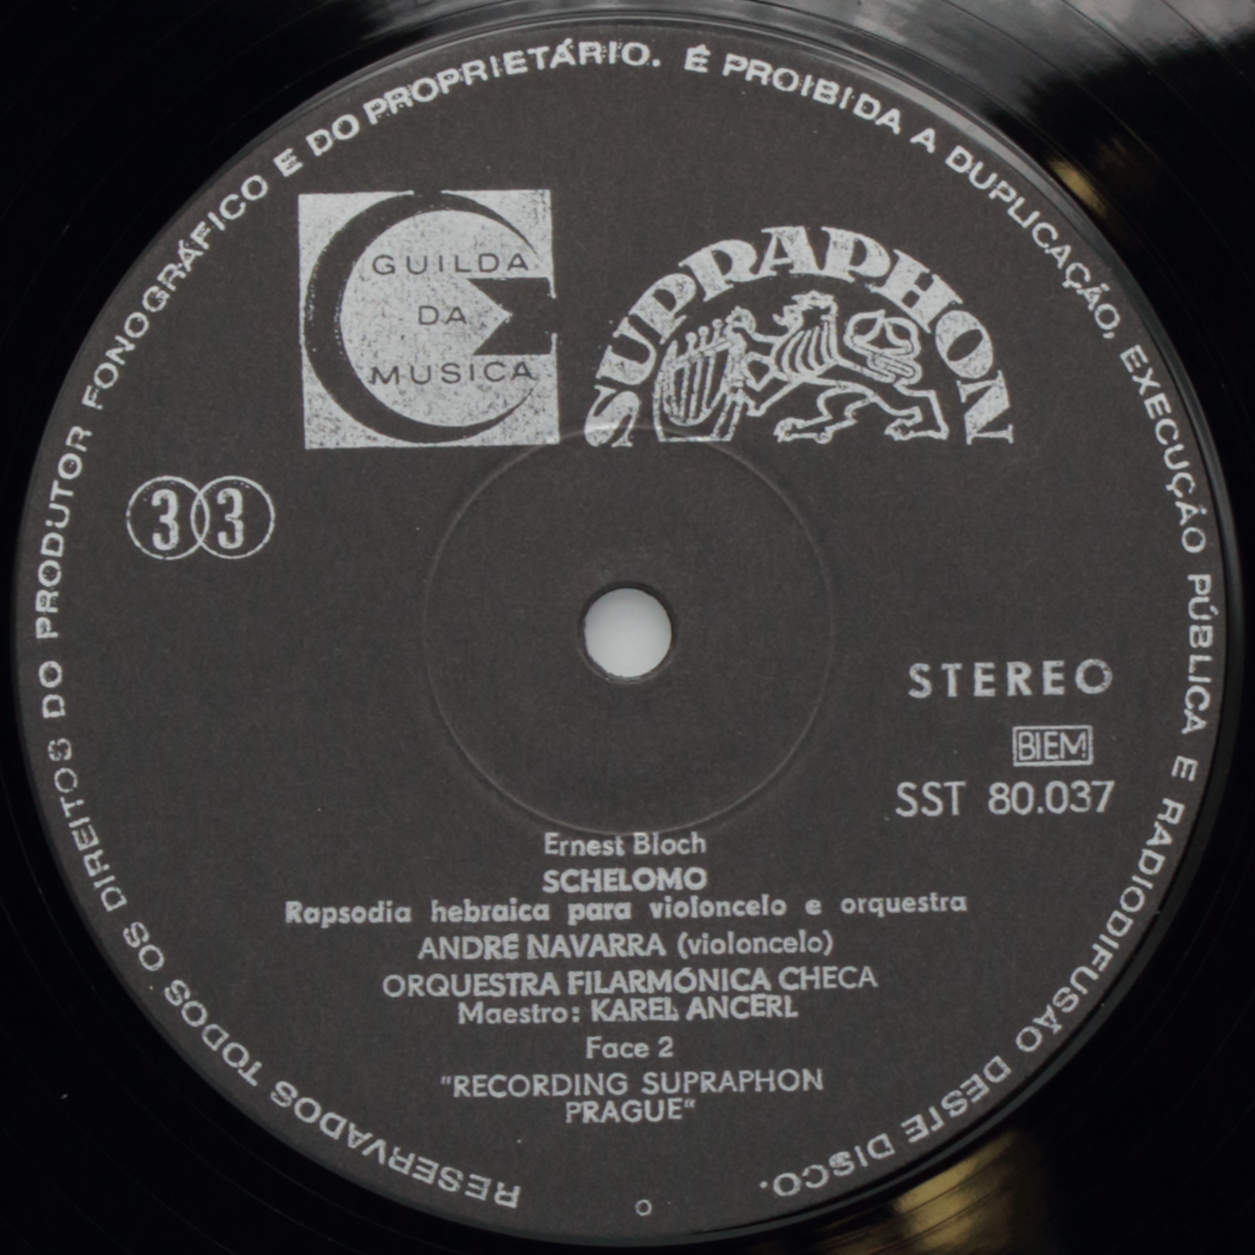 RESERVADOS TODOS OS DIREITOS DO PRODUTOR FONOGRÁFICO E DO PROPRIETÁRIO. É PROIBIDA A DUPLICAÇÃO, EXECUÇÃO PÚBLICA E RADIODIFUSÃO DESTE DISCO.
GUILDA
DA
MUSICA
SUPRAPHON
33
STEREO
BIEM
SST 80.037
Ernest Bloch
SCHELOMO
Rapsodia hebraica para violoncelo e orquestra
ANDRÉ NAVARRA (violoncelo)
ORQUESTRA FILARMÓNICA CHECA
Maestro: KAREL ANCERL
Face 2
"RECORDING SUPRAPHON
PRAGUE"